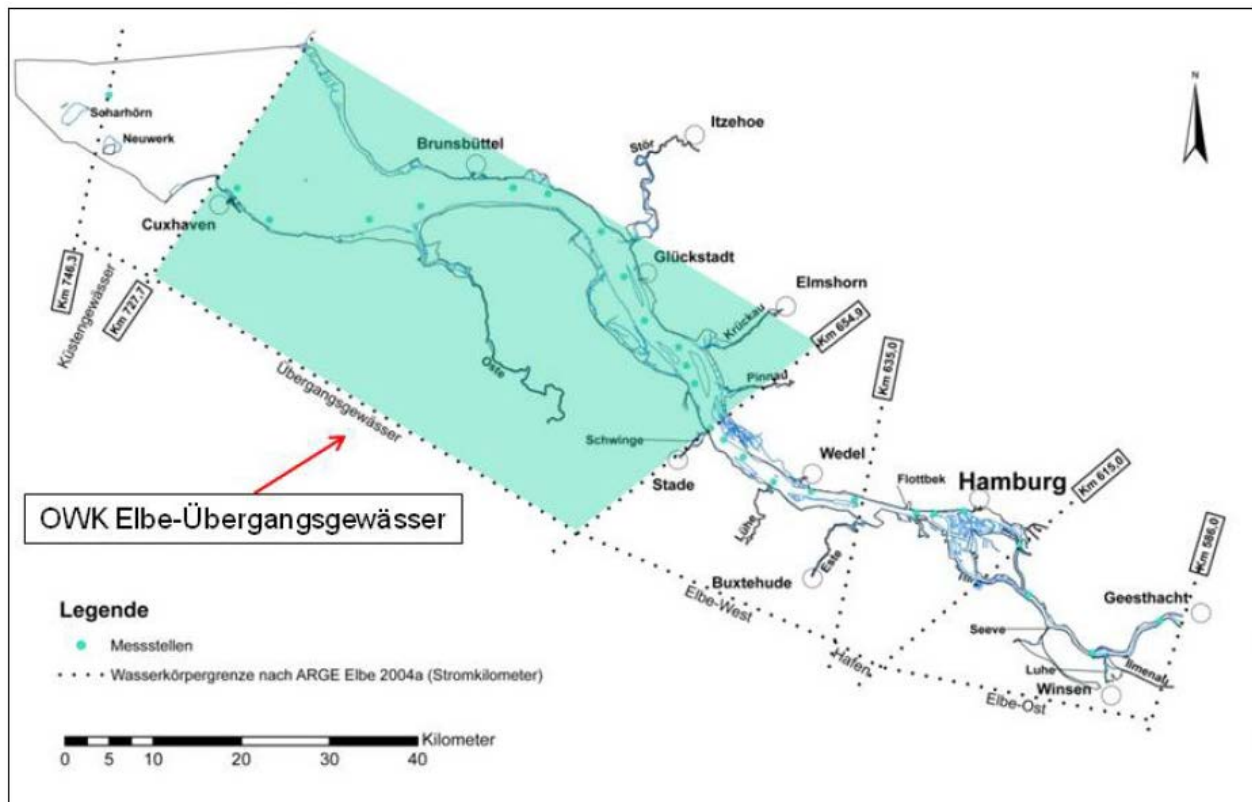 N
Scharhörn
Neuwerk
Itzehoe
Stör
Brunsbüttel
Cuxhaven
Glückstadt
Elmshorn
Krückau
Km 746,3
Km 727,7
Km 654,9
Küstengewässer
Oste
Pinnau
Km 635,0
Übergangsgewässer
Schwinge
Stade
Wedel
Flottbek
Hamburg
Km 615,0
OWK Elbe-Übergangsgewässer
Lühe
Este
Buxtehude
Km 586,0
Elbe-West
Geesthacht
Hafen
Seeve
Luhe
Ilmenau
Winsen
Elbe-Ost
Legende
Messstellen
Wasserkörpergrenze nach ARGE Elbe 2004a (Stromkilometer)
Kilometer
0 5 10 20 30 40